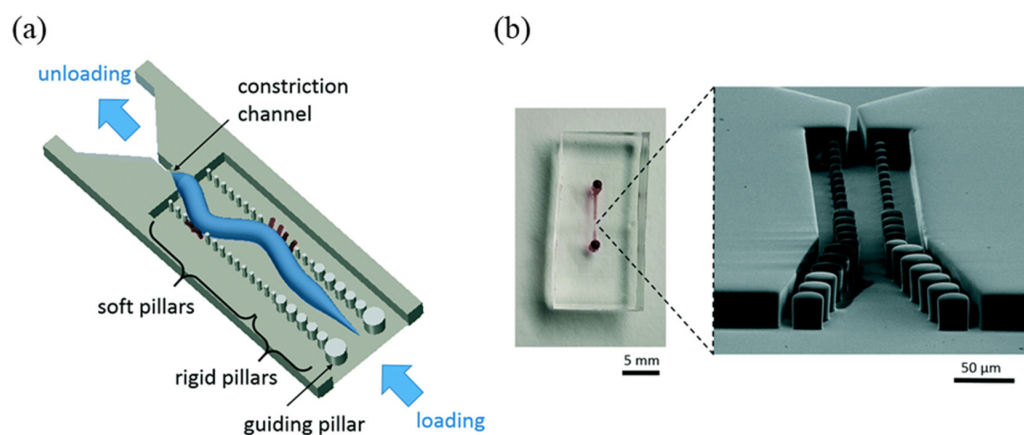 (a)
(b)
unloading
constriction
channel
soft pillars
rigid pillars
guiding pillar
loading
5 mm
50 µm